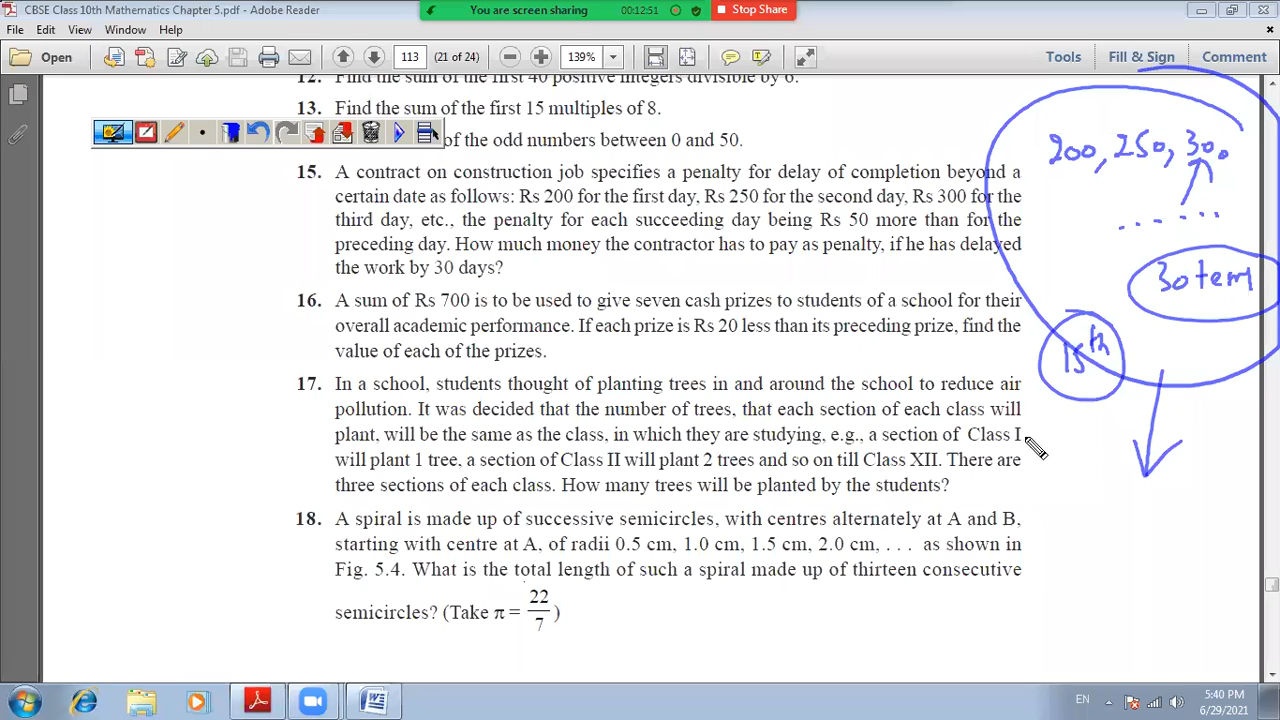 CBSE Class 10th Mathematics Chapter 5.pdf - Adobe Reader
You are screen sharing
00:12:51
Stop Share
File Edit View Window Help
Open
113
(21 of 24)
139%
Tools
Fill & Sign
Comment
12. Find the sum of the first 40 positive integers divisible by 6.
13. Find the sum of the first 15 multiples of 8.
of the odd numbers between 0 and 50.
15. A contract on construction job specifies a penalty for delay of completion beyond a
certain date as follows: Rs 200 for the first day, Rs 250 for the second day, Rs 300 for the
third day, etc., the penalty for each succeeding day being Rs 50 more than for the
preceding day. How much money the contractor has to pay as penalty, if he has delayed
the work by 30 days?
16. A sum of Rs 700 is to be used to give seven cash prizes to students of a school for their
overall academic performance. If each prize is Rs 20 less than its preceding prize, find the
value of each of the prizes.
17. In a school, students thought of planting trees in and around the school to reduce air
pollution. It was decided that the number of trees, that each section of each class will
plant, will be the same as the class, in which they are studying, e.g., a section of Class I
will plant 1 tree, a section of Class II will plant 2 trees and so on till Class XII. There are
three sections of each class. How many trees will be planted by the students?
18. A spiral is made up of successive semicircles, with centres alternately at A and B,
starting with centre at A, of radii 0.5 cm, 1.0 cm, 1.5 cm, 2.0 cm, . . . as shown in
Fig. 5.4. What is the total length of such a spiral made up of thirteen consecutive
semicircles? (Take π = 22/7)
200, 250, 300
. . . . . .
30 term
15th
EN
5:40 PM
6/29/2021